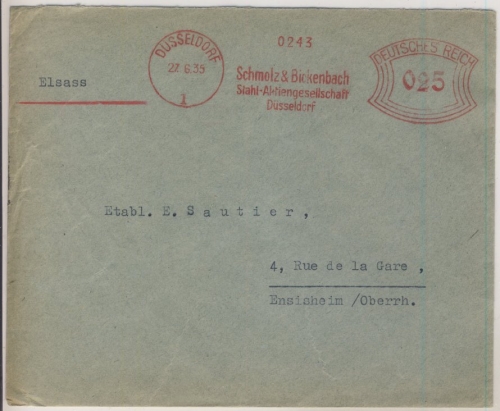 DÜSSELDORF
27.6.35
1
0243
Schmolz & Bickenbach
Stahl-Aktiengesellschaft
Düsseldorf
DEUTSCHES REICH
025
Elsass
Etabl. E. Sautier,
4, Rue de la Gare ,
Ensisheim /Oberrh.